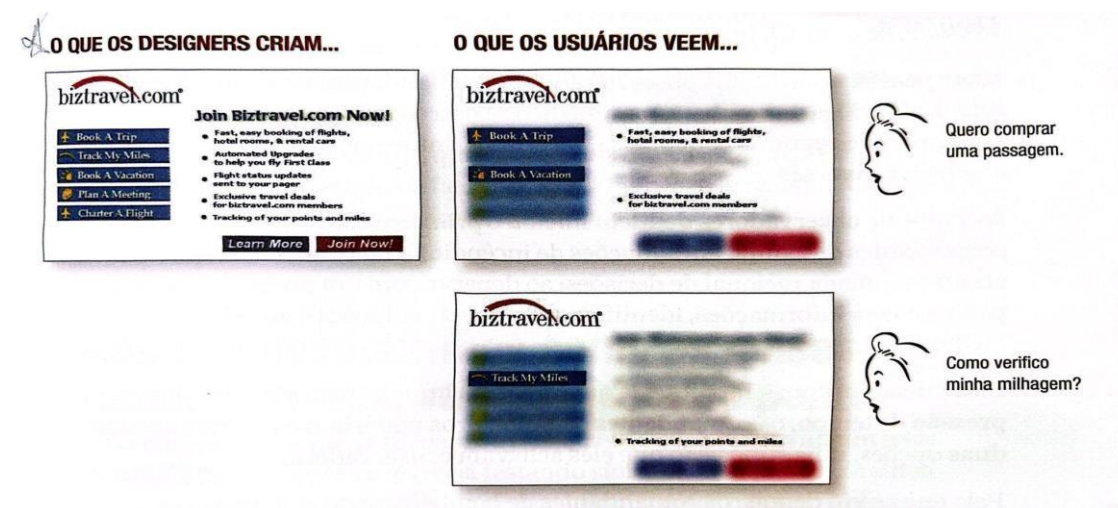 O QUE OS DESIGNERS CRIAM...
biztravel.com®
Join Biztravel.com Now!
Book A Trip
Track My Miles
Book A Vacation
Plan A Meeting
Charter A Flight
• Fast, easy booking of flights,
hotel rooms, & rental cars
• Automated Upgrades
to help you fly First Class
• Flight status updates
sent to your pager
• Exclusive travel deals
for biztravel.com members
• Tracking of your points and miles
Learn More
Join Now!
O QUE OS USUÁRIOS VEEM...
biztravel.com®
Book A Trip
Book A Vacation
• Fast, easy booking of flights,
hotel rooms, & rental cars
• Exclusive travel deals
for biztravel.com members
Quero comprar
uma passagem.
biztravel.com®
Track My Miles
• Tracking of your points and miles
Como verifico
minha milhagem?